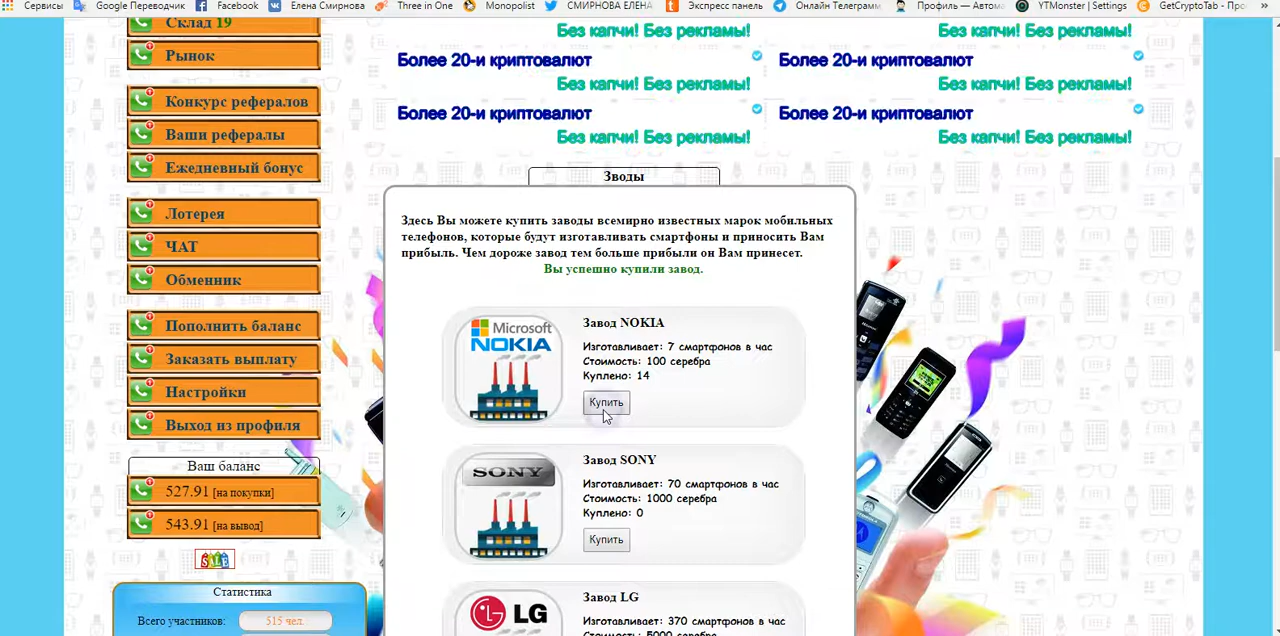 Сервисы Google Переводчик Facebook Елена Смирнова Three in One Monopolist СМИРНОВА ЕЛЕНА Экспресс панель Онлайн Телеграмм Профиль — Автома YTMonster | Settings GetCryptoTab - Про »
Склад 19
Рынок
Конкурс рефералов
Ваши рефералы
Ежедневный бонус
Лотерея
ЧАТ
Обменник
Пополнить баланс
Заказать выплату
Настройки
Выход из профиля
Ваш баланс
527.91 [на покупки]
543.91 [на вывод]
SALE
Статистика
Всего участников: 515 чел.
Без капчи! Без рекламы! Без капчи! Без рекламы!
Более 20-и криптовалют Более 20-и криптовалют
Без капчи! Без рекламы! Без капчи! Без рекламы!
Более 20-и криптовалют Более 20-и криптовалют
Без капчи! Без рекламы! Без капчи! Без рекламы!
Зводы
Здесь Вы можете купить заводы всемирно известных марок мобильных
телефонов, которые будут изготавливать смартфоны и приносить Вам
прибыль. Чем дороже завод тем больше прибыли он Вам принесет.
Вы успешно купили завод.
Microsoft
NOKIA
Завод NOKIA
Изготавливает: 7 смартфонов в час
Стоимость: 100 серебра
Куплено: 14
Купить
SONY
Завод SONY
Изготавливает: 70 смартфонов в час
Стоимость: 1000 серебра
Куплено: 0
Купить
LG
Завод LG
Изготавливает: 370 смартфонов в час
Стоимость: 5000 серебра